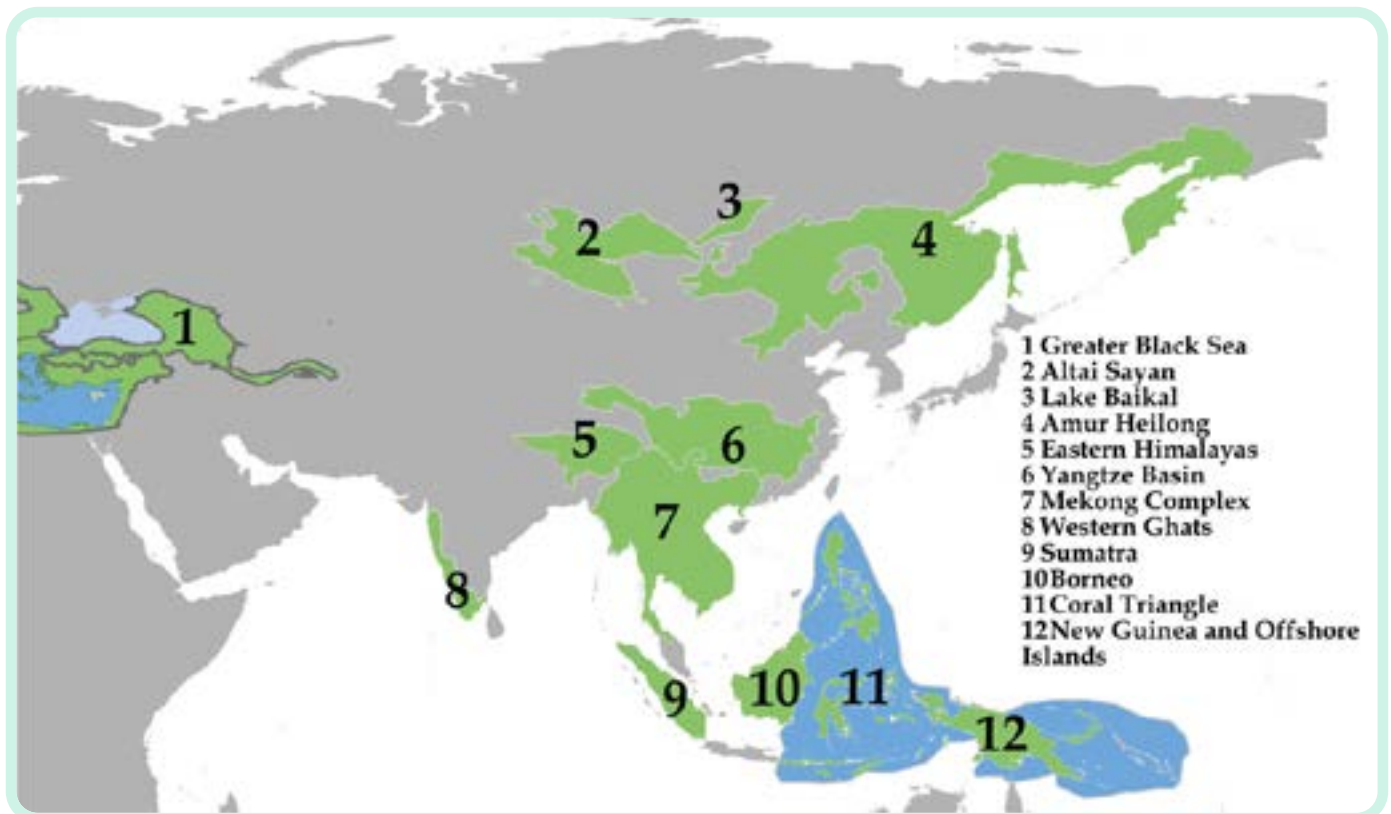 3
2
4
1
5
6
7
8
9
10
11
12
1 Greater Black Sea
2 Altai Sayan
3 Lake Baikal
4 Amur Heilong
5 Eastern Himalayas
6 Yangtze Basin
7 Mekong Complex
8 Western Ghats
9 Sumatra
10Borneo
11Coral Triangle
12New Guinea and Offshore
Islands